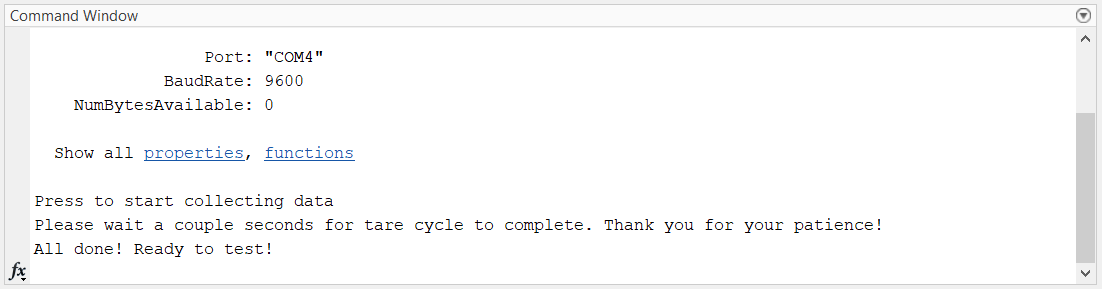 Command Window
Port: "COM4"
BaudRate: 9600
NumBytesAvailable: 0
Show all properties, functions
Press to start collecting data
Please wait a couple seconds for tare cycle to complete. Thank you for your patience!
All done! Ready to test!
fx